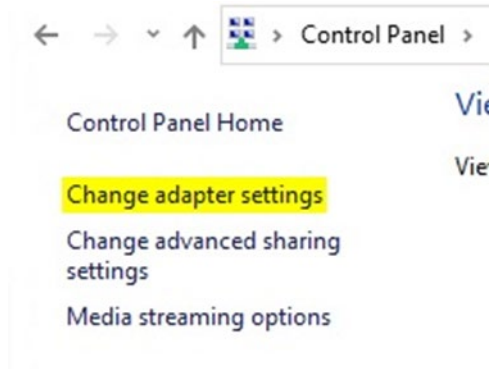 Control Panel
Control Panel Home
Change adapter settings
Change advanced sharing
settings
Media streaming options